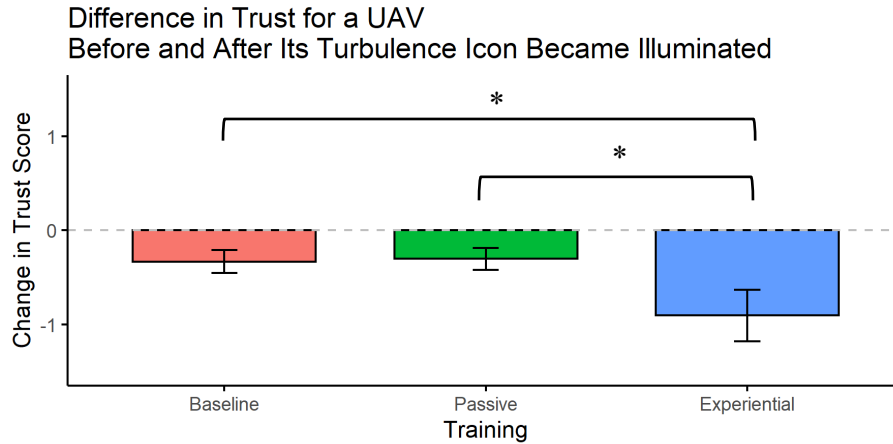 Difference in Trust for a UAV
Before and After Its Turbulence Icon Became Illuminated
Change in Trust Score
1
0
-1
*
*
Baseline Passive Experiential
Training